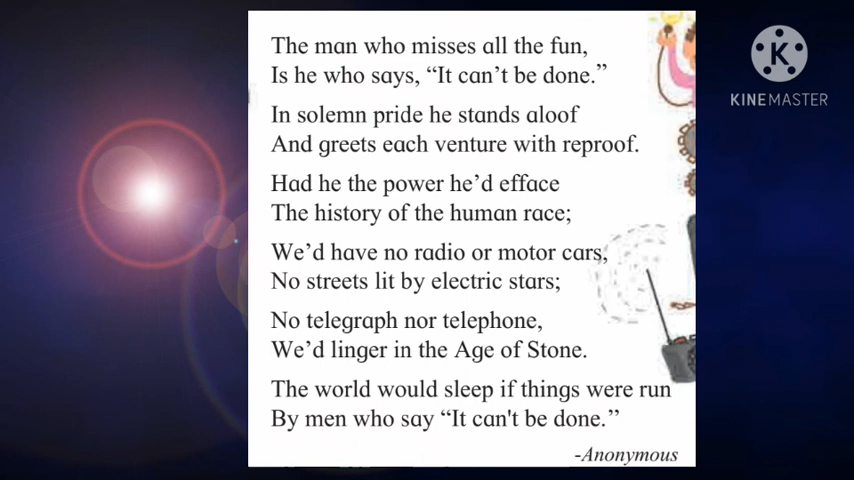 The man who misses all the fun,
Is he who says, “It can’t be done.”
In solemn pride he stands aloof
And greets each venture with reproof.
Had he the power he’d efface
The history of the human race;
We’d have no radio or motor cars,
No streets lit by electric stars;
No telegraph nor telephone,
We’d linger in the Age of Stone.
The world would sleep if things were run
By men who say “It can't be done.”
-Anonymous
K
KINEMASTER